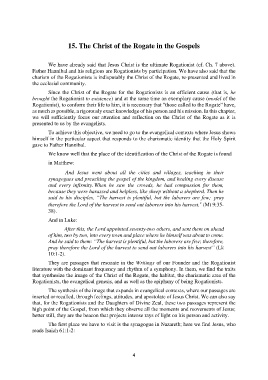 15. The Christ of the Rogate in the Gospels
We have already said that Jesus Christ is the ultimate Rogationist (cf. Ch. 7 above).
Father Hannibal and his religious are Rogationists by participation. We have also said that the
charism of the Rogationists is indisputably the Christ of the Rogate, as presented and lived in
the ecclesial community.
Since the Christ of the Rogate for the Rogationists is an efficient cause (that is, he
brought the Rogationist to existence) and at the same time an exemplary cause (model of the
Rogationist), to conform their life to him, it is necessary that "those called to the Rogate" have,
as much as possible, a rigorously exact knowledge of his person and his mission. In this chapter,
we will sufficiently focus our attention and reflection on the Christ of the Rogate as it is
presented to us by the evangelists.
To achieve this objective, we need to go to the evangelical contexts where Jesus shows
himself in the particular aspect that responds to the charismatic identity that the Holy Spirit
gave to Father Hannibal.
We know well that the place of the identification of the Christ of the Rogate is found
in Matthew:
And Jesus went about all the cities and villages, teaching in their
synagogues and preaching the gospel of the kingdom, and healing every disease
and every infirmity. When he saw the crowds, he had compassion for them,
because they were harassed and helpless, like sheep without a shepherd. Then he
said to his disciples, "The harvest is plentiful, but the laborers are few; pray
therefore the Lord of the harvest to send out laborers into his harvest." (Mt 9:35-
38).
And in Luke:
After this, the Lord appointed seventy-two others, and sent them on ahead
of him, two by two, into every town and place where he himself was about to come.
And he said to them: "The harvest is plentiful, but the laborers are few; therefore,
pray therefore the Lord of the harvest to send out laborers into his harvest" (Lk
10:1-2).
They are passages that resonate in the Writings of our Founder and the Rogationist
literature with the dominant frequency and rhythm of a symphony. In them, we find the traits
that synthesize the image of the Christ of the Rogate, the habitat, the charismatic area of the
Rogationists, the evangelical genesis, and as well as the epiphany of being Rogationists.
The synthesis of the image that expands in evangelical contexts, where our passages are
inserted or recalled, through feelings, attitudes, and apostolate of Jesus Christ. We can also say
that, for the Rogationists and the Daughters of Divine Zeal, these two passages represent the
high point of the Gospel, from which they observe all the moments and movements of Jesus;
better still, they are the beacon that projects intense rays of light on his person and activity.
The first place we have to visit is the synagogue in Nazareth; here we find Jesus, who
reads Isaiah 61:1-2:
4